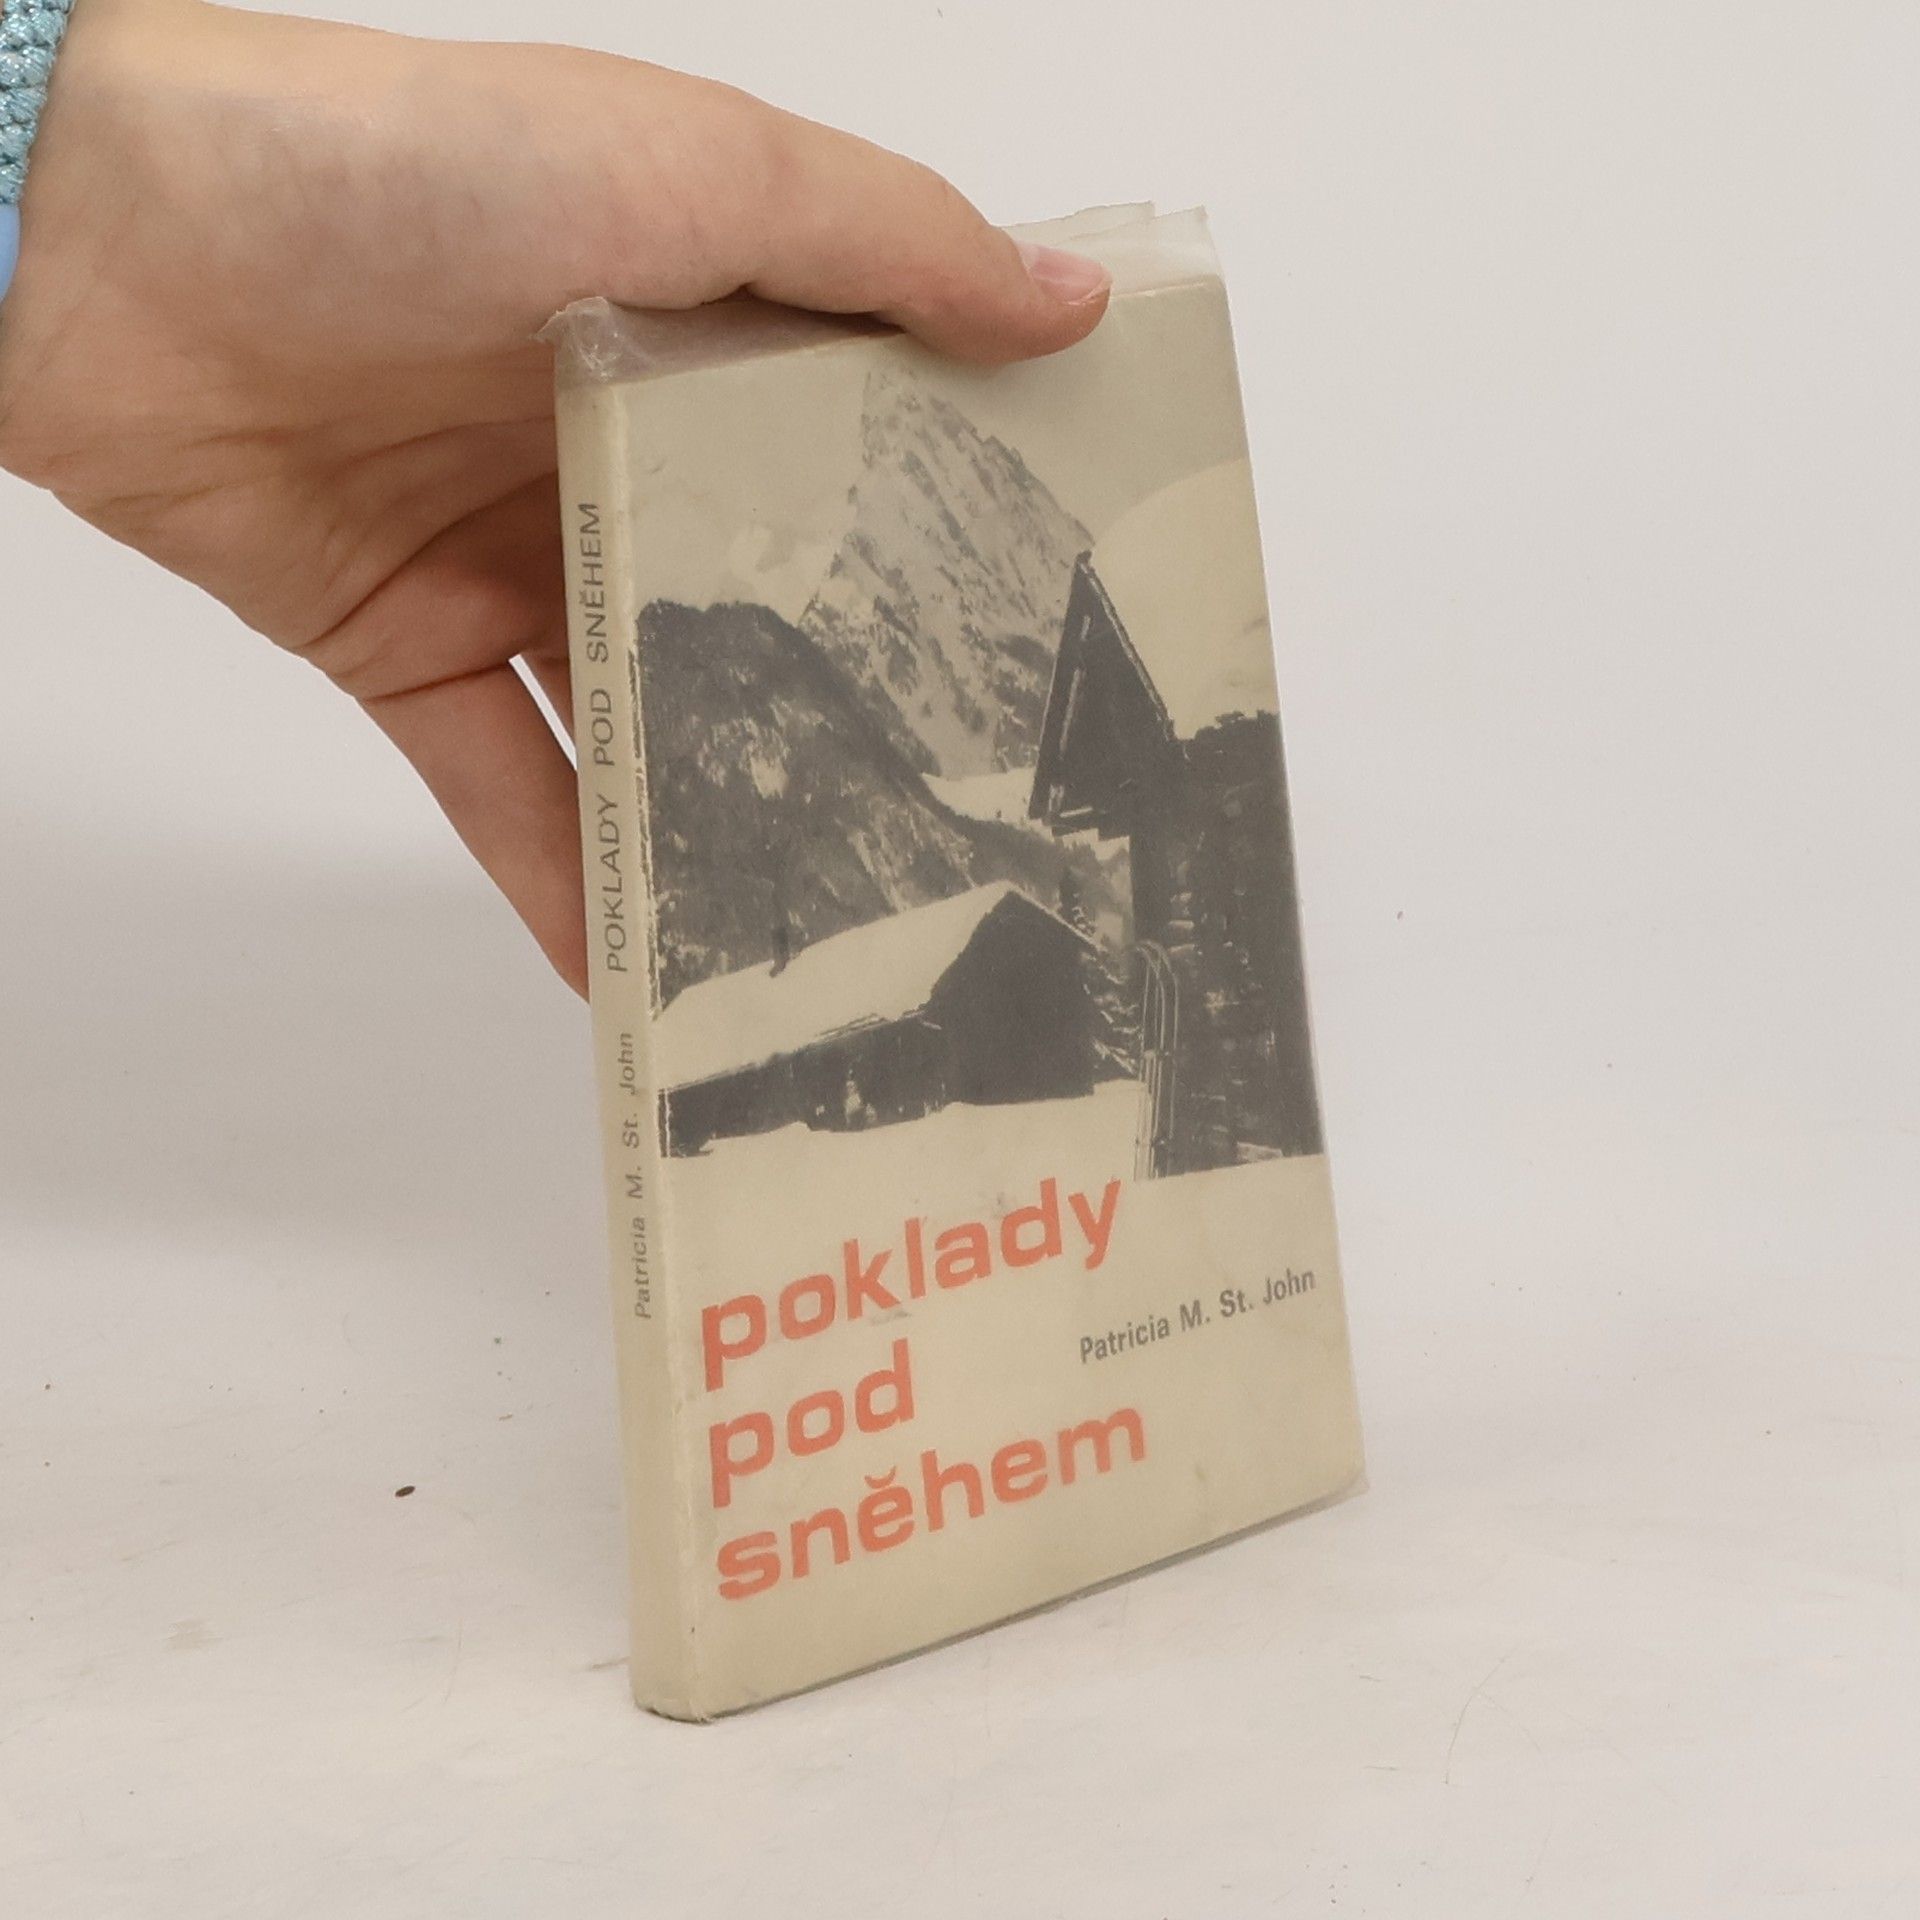 Patricia M. St. John POKLADY POD SNĚHEM
poklady
pod
sněhem
Patricia M. St. John